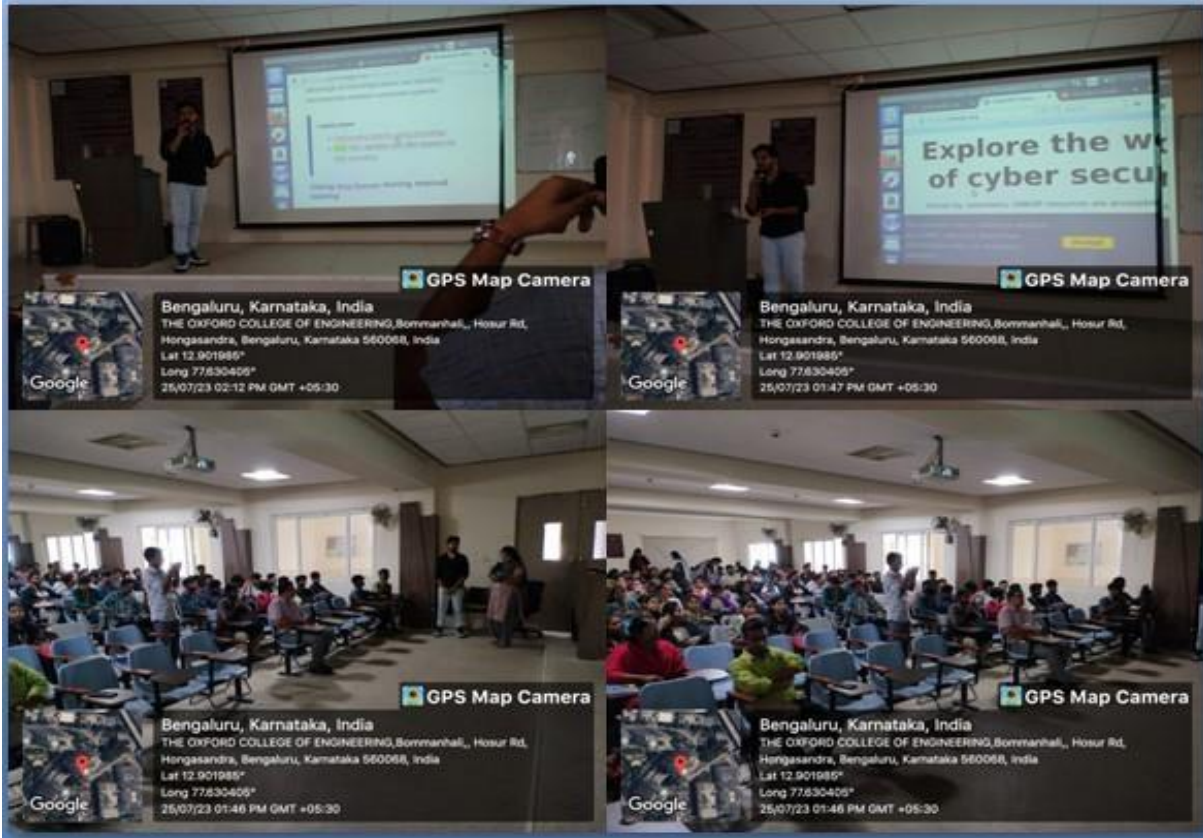 GPS Map Camera
Bengaluru, Karnataka, India
THE OXFORD COLLEGE OF ENGINEERING,Bommanhali,, Hosur Rd,
Hongasandra, Bengaluru, Karnataka 560068, India
Lat 12.901985°
Long 77.630405°
25/07/23 02:12 PM GMT +05:30
Google
Explore the w
of cyber secu
GPS Map Camera
Bengaluru, Karnataka, India
THE OXFORD COLLEGE OF ENGINEERING,Bommanhali,, Hosur Rd,
Hongasandra, Bengaluru, Karnataka 560068, India
Lat 12.901985°
Long 77.630405°
25/07/23 01:47 PM GMT +05:30
Google
GPS Map Camera
Bengaluru, Karnataka, India
THE OXFORD COLLEGE OF ENGINEERING,Bommanhali,, Hosur Rd,
Hongasandra, Bengaluru, Karnataka 560068, India
Lat 12.901985°
Long 77.630405°
25/07/23 01:46 PM GMT +05:30
Google
GPS Map Camera
Bengaluru, Karnataka, India
THE OXFORD COLLEGE OF ENGINEERING,Bommanhali,, Hosur Rd,
Hongasandra, Bengaluru, Karnataka 560068, India
Lat 12.901985°
Long 77.630405°
25/07/23 01:46 PM GMT +05:30
Google